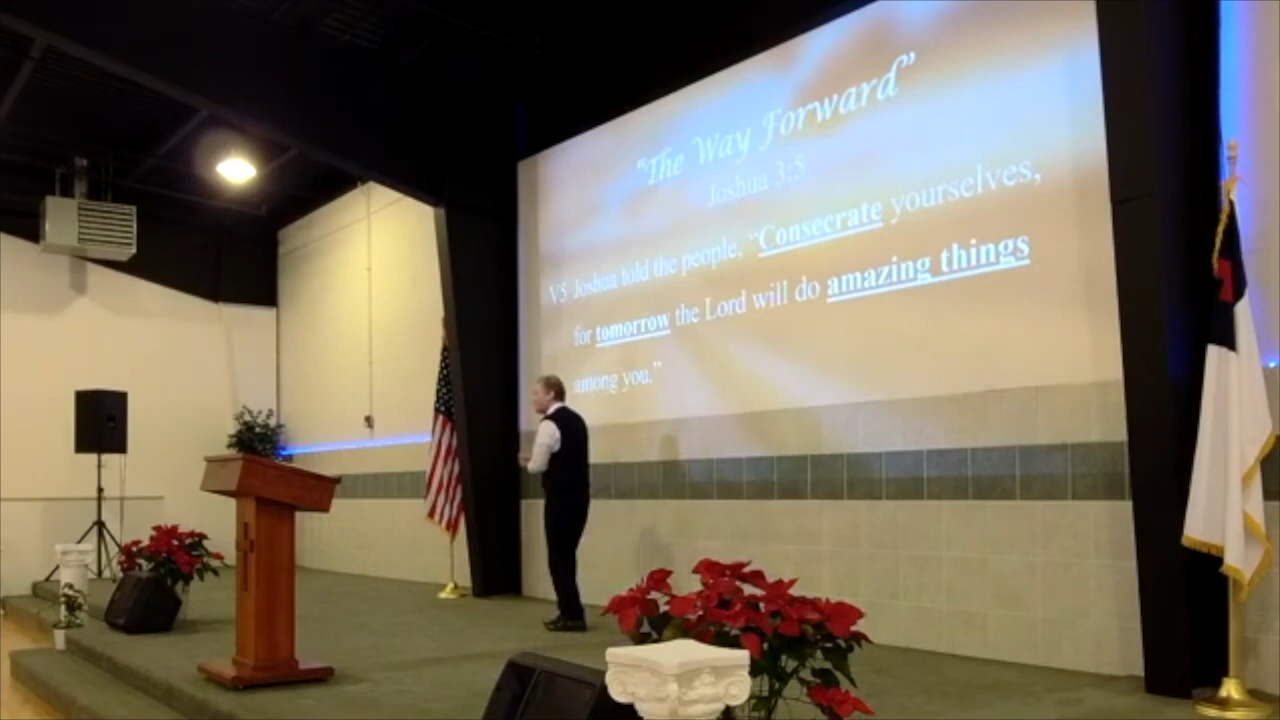 "The Way Forward"
Joshua 3:5
V5 Joshua told the people, "Consecrate yourselves,
for tomorrow the Lord will do amazing things
among you."